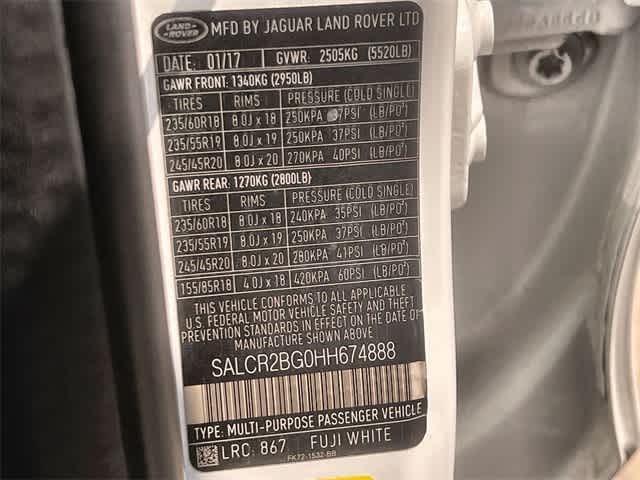 LAND-
ROVER
MFD BY JAGUAR LAND ROVER LTD
DATE: 01/17 GVWR: 2505KG (5520LB)
GAWR FRONT: 1340KG (2950LB)
TIRES RIMS PRESSURE (COLD SINGLE)
235/60R18 8.0J x 18 250KPA 37PSI (LB/PO²)
235/55R19 8.0J x 19 250KPA 37PSI (LB/PO²)
245/45R20 8.0J x 20 270KPA 40PSI (LB/PO²)
GAWR REAR: 1270KG (2800LB)
TIRES RIMS PRESSURE (COLD SINGLE)
235/60R18 8.0J x 18 240KPA 35PSI (LB/PO²)
235/55R19 8.0J x 19 250KPA 37PSI (LB/PO²)
245/45R20 8.0J x 20 280KPA 41PSI (LB/PO²)
155/85R18 4.0J x 18 420KPA 60PSI (LB/PO²)
THIS VEHICLE CONFORMS TO ALL APPLICABLE
U.S. FEDERAL MOTOR VEHICLE SAFETY AND THEFT
PREVENTION STANDARDS IN EFFECT ON THE DATE OF
MANUFACTURE SHOWN ABOVE
SALCR2BG0HH674888
TYPE: MULTI-PURPOSE PASSENGER VEHICLE
LRC: 867 FUJI WHITE
FK72-1532-BB